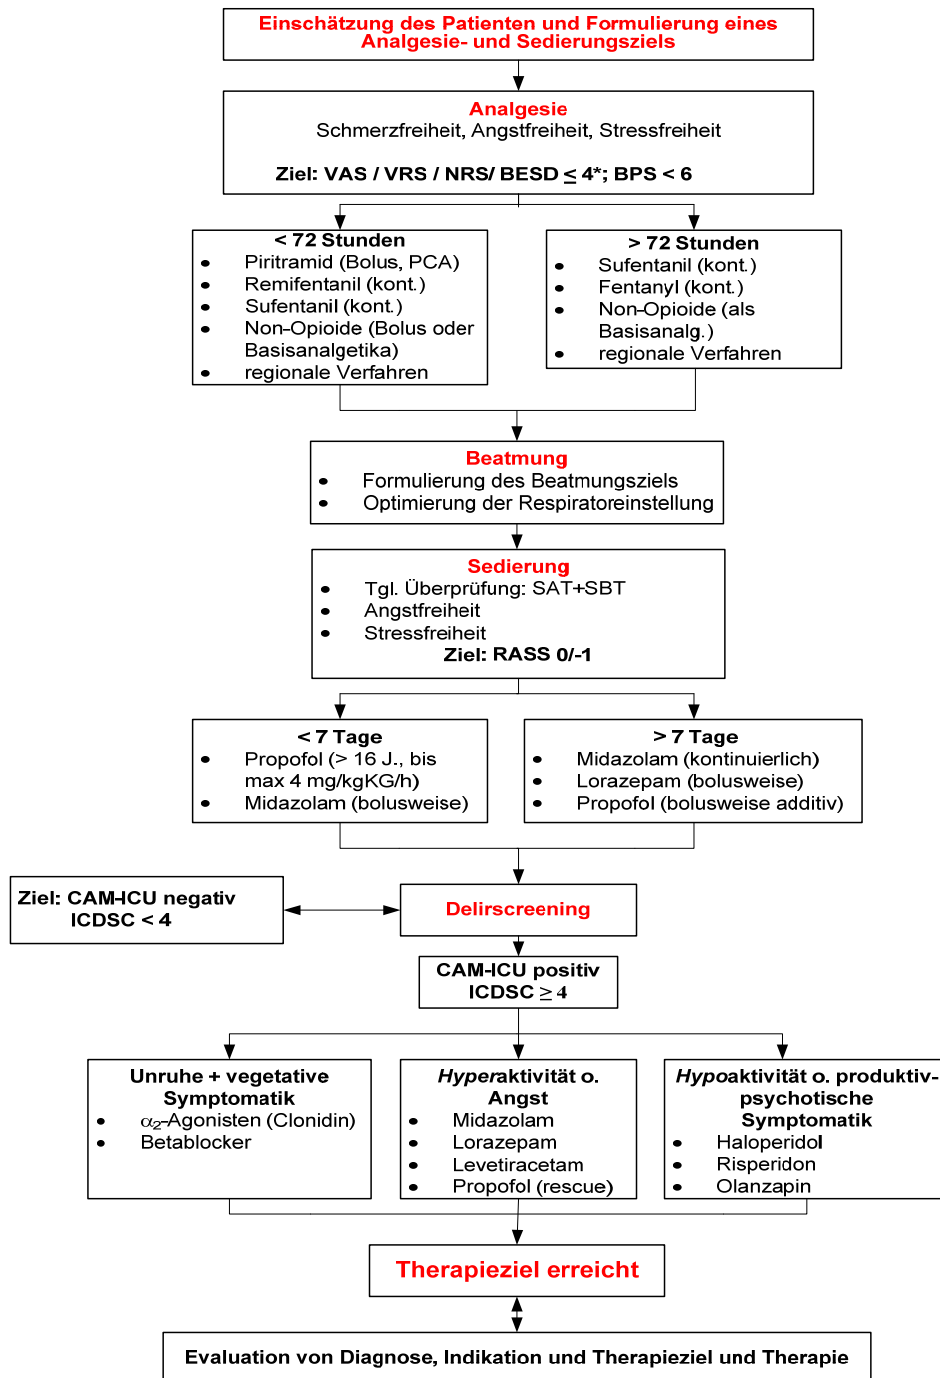 Einschätzung des Patienten und Formulierung eines
Analgesie- und Sedierungsziels
Analgesie
Schmerzfreiheit, Angstfreiheit, Stressfreiheit
Ziel: VAS / VRS / NRS/ BESD ≤ 4*; BPS < 6
< 72 Stunden
• Piritramid (Bolus, PCA)
• Remifentanil (kont.)
• Sufentanil (kont.)
• Non-Opioide (Bolus oder
Basisanalgetika)
• regionale Verfahren
> 72 Stunden
• Sufentanil (kont.)
• Fentanyl (kont.)
• Non-Opioide (als
Basisanalg.)
• regionale Verfahren
Beatmung
• Formulierung des Beatmungsziels
• Optimierung der Respiratoreinstellung
Sedierung
• Tgl. Überprüfung: SAT+SBT
• Angstfreiheit
• Stressfreiheit
Ziel: RASS 0/-1
< 7 Tage
• Propofol (> 16 J., bis
max 4 mg/kgKG/h)
• Midazolam (bolusweise)
> 7 Tage
• Midazolam (kontinuierlich)
• Lorazepam (bolusweise)
• Propofol (bolusweise additiv)
Ziel: CAM-ICU negativ
ICDSC < 4
Delirscreening
CAM-ICU positiv
ICDSC ≥ 4
Unruhe + vegetative
Symptomatik
• α₂-Agonisten (Clonidin)
• Betablocker
Hyperaktivität o.
Angst
• Midazolam
• Lorazepam
• Levetiracetam
• Propofol (rescue)
Hypoaktivität o. produktiv-
psychotische
Symptomatik
• Haloperidol
• Risperidon
• Olanzapin
Therapieziel erreicht
Evaluation von Diagnose, Indikation und Therapieziel und Therapie